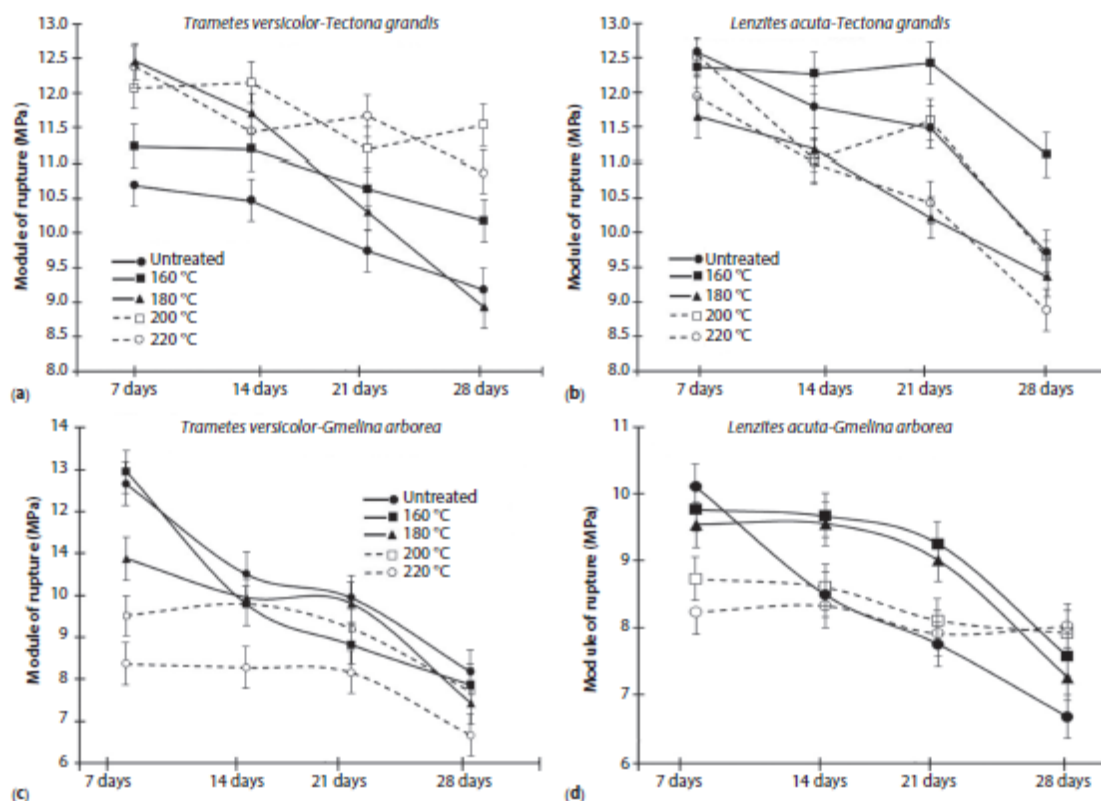 Trametes versicolor-Tectona grandis
13.0
12.5
12.0
11.5
11.0
10.5
10.0
9.5
9.0
8.5
8.0
Module of rupture (MPa)
Untreated
160 °C
180 °C
200 °C
220 °C
7 days 14 days 21 days 28 days
(a)
Lenzites acuta-Tectona grandis
13.0
12.5
12.0
11.5
11.0
10.5
10.0
9.5
9.0
8.5
8.0
Module of rupture (MPa)
Untreated
160 °C
180 °C
200 °C
220 °C
7 days 14 days 21 days 28 days
(b)
Trametes versicolor-Gmelina arborea
14
13
12
14
10
9
8
7
6
Module of rupture (MPa)
Untreated
160 °C
180 °C
200 °C
220 °C
7 days 14 days 21 days 28 days
(c)
Lenzites acuta-Gmelina arborea
11
10
9
8
7
6
Module of rupture (MPa)
7 days 14 days 21 days 28 days
(d)